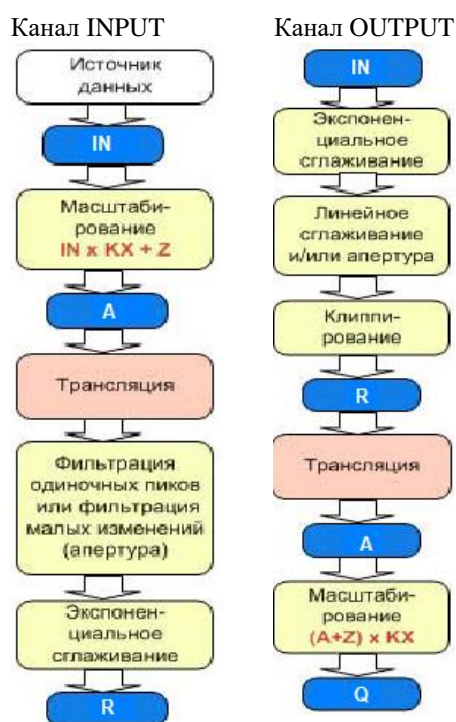 Канал INPUT
Источник
данных
IN
Масштаби-
рование
IN x KX + Z
A
Трансляция
Фильтрация
одиночных пиков
или фильтрация
малых изменений
(апертура)
Экспонен-
циальное
сглаживание
R
Канал OUTPUT
IN
Экспонен-
циальное
сглаживание
Линейное
сглаживание
и/или апертура
Клиппи-
рование
R
Трансляция
A
Масштаби-
рование
(A+Z) x KX
Q